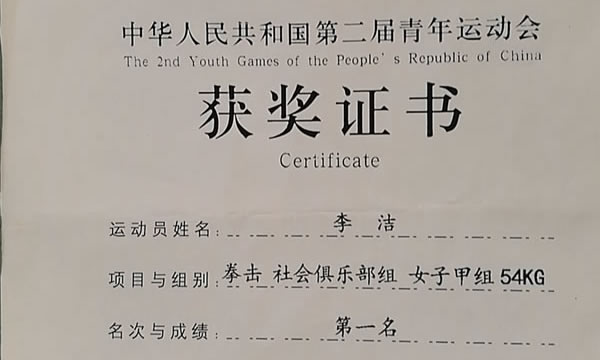 中华人民共和国第二届青年运动会
The 2nd Youth Games of the People's Republic of China
获奖证书
Certificate
运动员姓名: 李 洁
项目与组别: 拳击 社会俱乐部组 女子甲组 54KG
名次与成绩: 第一名